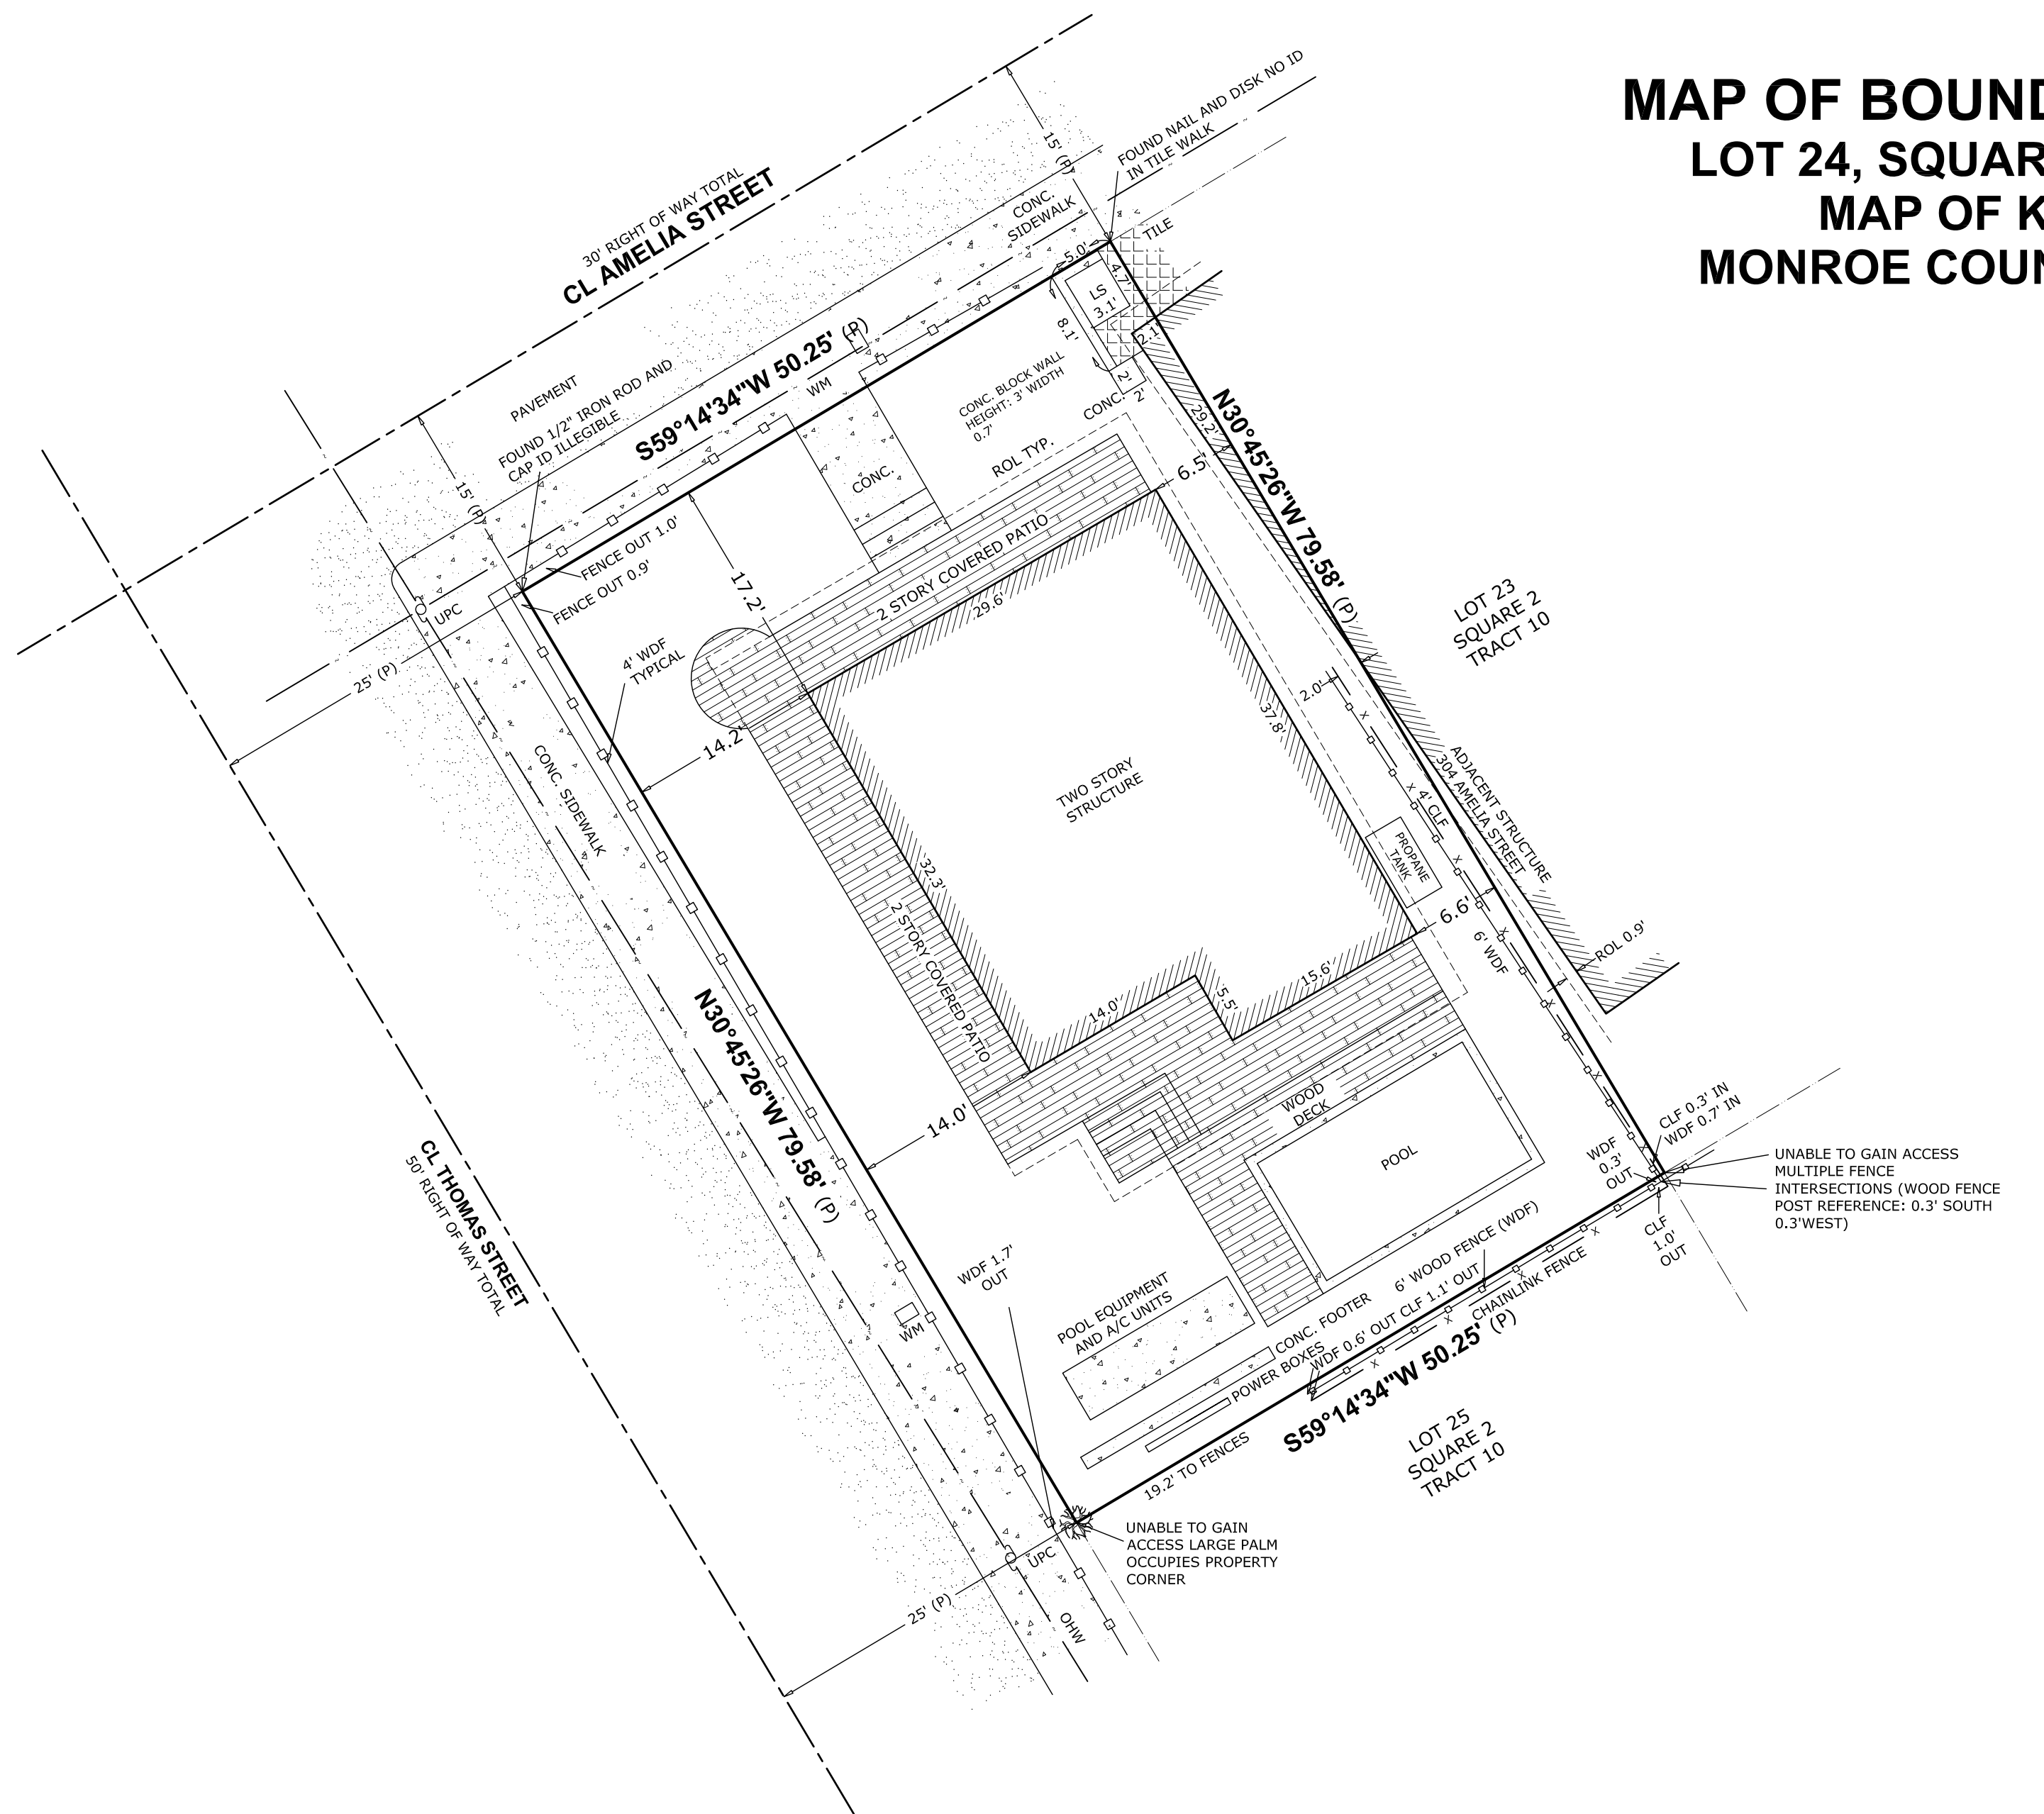 MAP OF BOUND
LOT 24, SQUAR
MAP OF K
MONROE COUN
30' RIGHT OF WAY TOTAL
CL AMELIA STREET
15' (P)
FOUND NAIL AND DISK NO ID
IN TILE WALK
CONC.
SIDEWALK
TILE
5.0'
4.7'
LS
3.1'
8.1'
2.1'
2'
2'
CONC.
29.2'
PAVEMENT
FOUND 1/2" IRON ROD AND
CAP ID ILLEGIBLE
S59°14'34"W 50.25' (P)
WM
CONC. BLOCK WALL
HEIGHT: 3' WIDTH
0.7'
ROL TYP.
CONC.
15' (P)
FENCE OUT 1.0'
FENCE OUT 0.9'
UPC
25' (P)
4' WDF
TYPICAL
17.2'
2 STORY COVERED PATIO
29.6'
6.5'
N30°45'26"W 79.58' (P)
LOT 23
SQUARE 2
TRACT 10
14.2'
CONC. SIDEWALK
2.0'
37.8'
TWO STORY
STRUCTURE
4' CLF
ADJACENT STRUCTURE
304 AMELIA STREET
PROPANE
TANK
32.3'
2 STORY COVERED PATIO
6.6'
6' WDF
ROL 0.9'
14.0'
5.5'
15.6'
N30°45'26"W 79.58' (P)
14.0'
WOOD
DECK
POOL
CL THOMAS STREET
50' RIGHT OF WAY TOTAL
CLF 0.3' IN
WDF 0.7' IN
WDF
0.3'
OUT
UNABLE TO GAIN ACCESS
MULTIPLE FENCE
INTERSECTIONS (WOOD FENCE
POST REFERENCE: 0.3' SOUTH
0.3'WEST)
CLF
1.0'
OUT
WDF 1.7'
OUT
WM
POOL EQUIPMENT
AND A/C UNITS
6' WOOD FENCE (WDF)
CONC. FOOTER
POWER BOXES
WDF 0.6' OUT CLF 1.1' OUT
CHAINLINK FENCE
S59°14'34"W 50.25' (P)
19.2' TO FENCES
LOT 25
SQUARE 2
TRACT 10
UNABLE TO GAIN
ACCESS LARGE PALM
OCCUPIES PROPERTY
CORNER
UPC
25' (P)
OHW